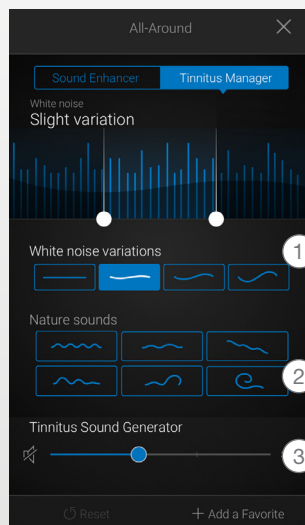 All-Around
Sound Enhancer
Tinnitus Manager
White noise
Slight variation
White noise variations
1
Nature sounds
2
Tinnitus Sound Generator
3
Reset
+ Add a Favorite